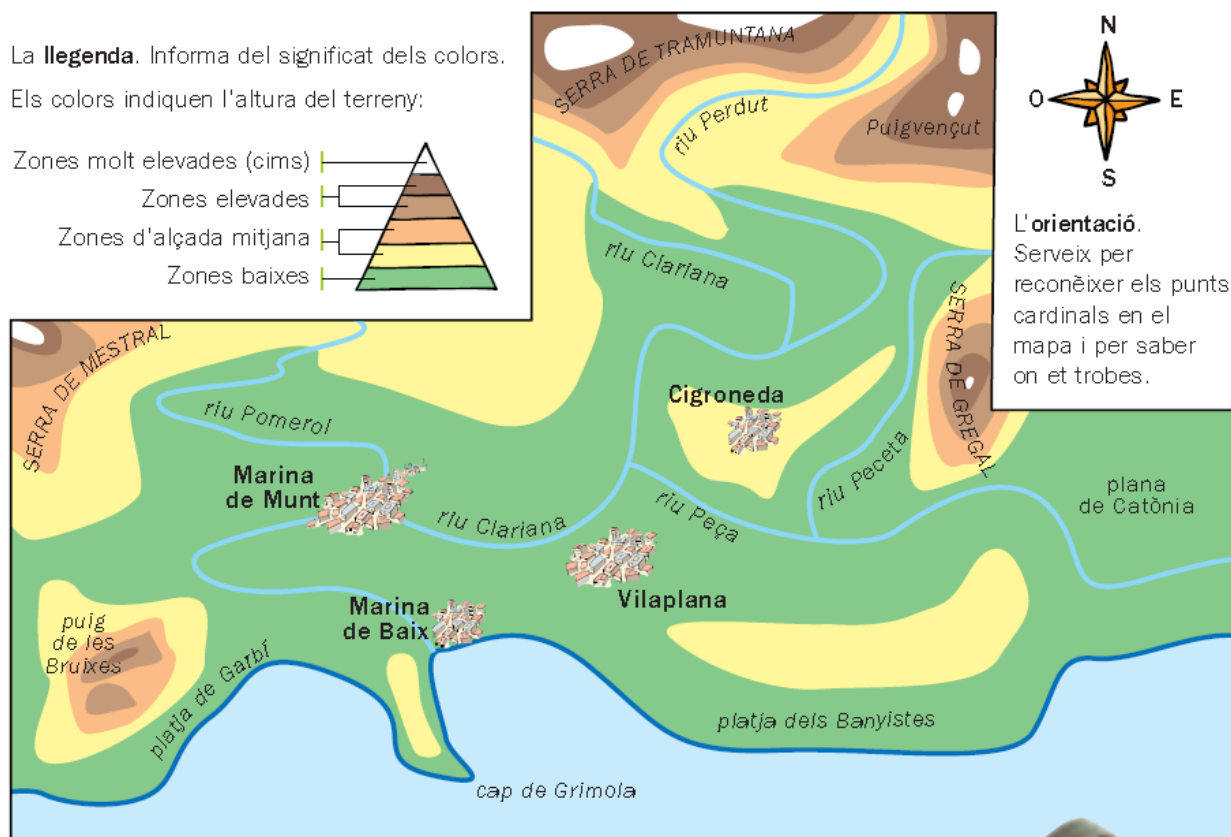 La llegenda. Informa del significat dels colors.
Els colors indiquen l'altura del terreny:
Zones molt elevades (cims)
Zones elevades
Zones d'alçada mitjana
Zones baixes
SERRA DE TRAMUNTANA
riu Perdut
Puigvençut
N
O
E
S
L'orientació.
Serveix per
reconèixer els punts
cardinals en el
mapa i per saber
on et trobes.
riu Clariana
SERRA DE MESTRAL
SERRA DE GREGAL
riu Pomerol
Cigroneda
Marina
de Munt
riu Clariana
riu Peça
riu Peceta
plana
de Catònia
Vilaplana
Marina
de Baix
puig
de les
Bruixes
platja de Garbí
platja dels Banyistes
cap de Grimola